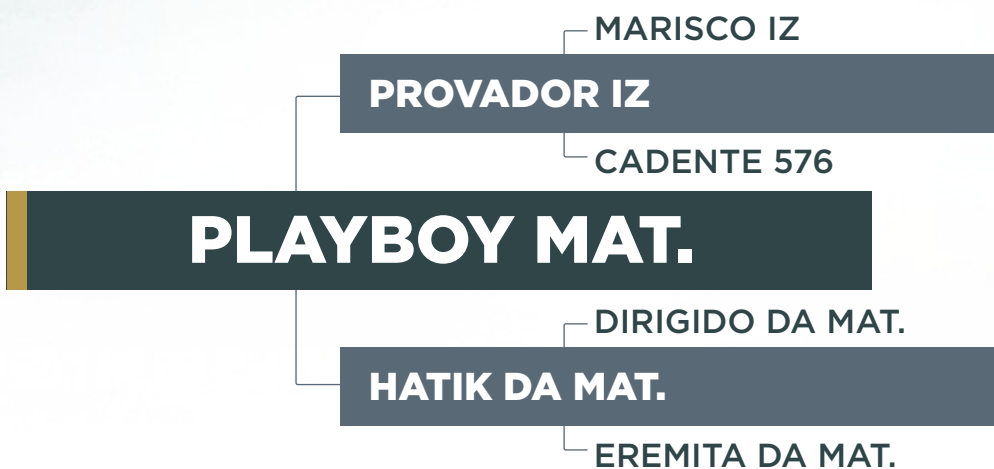 MARISCO IZ
PROVADOR IZ
CADENTE 576
PLAYBOY MAT.
DIRIGIDO DA MAT.
HATIK DA MAT.
EREMITA DA MAT.